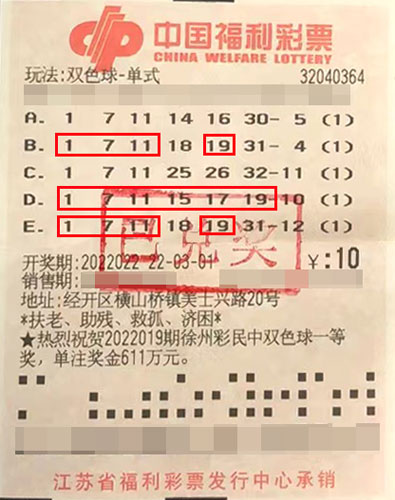 中国福利彩票
CHINA WELFARE LOTTERY
玩法:双色球-单式 32040364
A. 1 7 11 14 16 30- 5 (1)
B. 1 7 11 18 19 31- 4 (1)
C. 1 7 11 25 26 32-11 (1)
D. 1 7 11 15 17 19-10 (1)
E. 1 7 11 18 19 31-12 (1)
已兑奖
开奖期:2022022 22-03-01 ¥:10
销售期:
地址:经开区横山桥镇芙士兴路20号
*扶老、助残、救孤、济困*
★热烈祝贺2022019期徐州彩民中双色球一等
奖，单注奖金611万元。
江苏省福利彩票发行中心承销